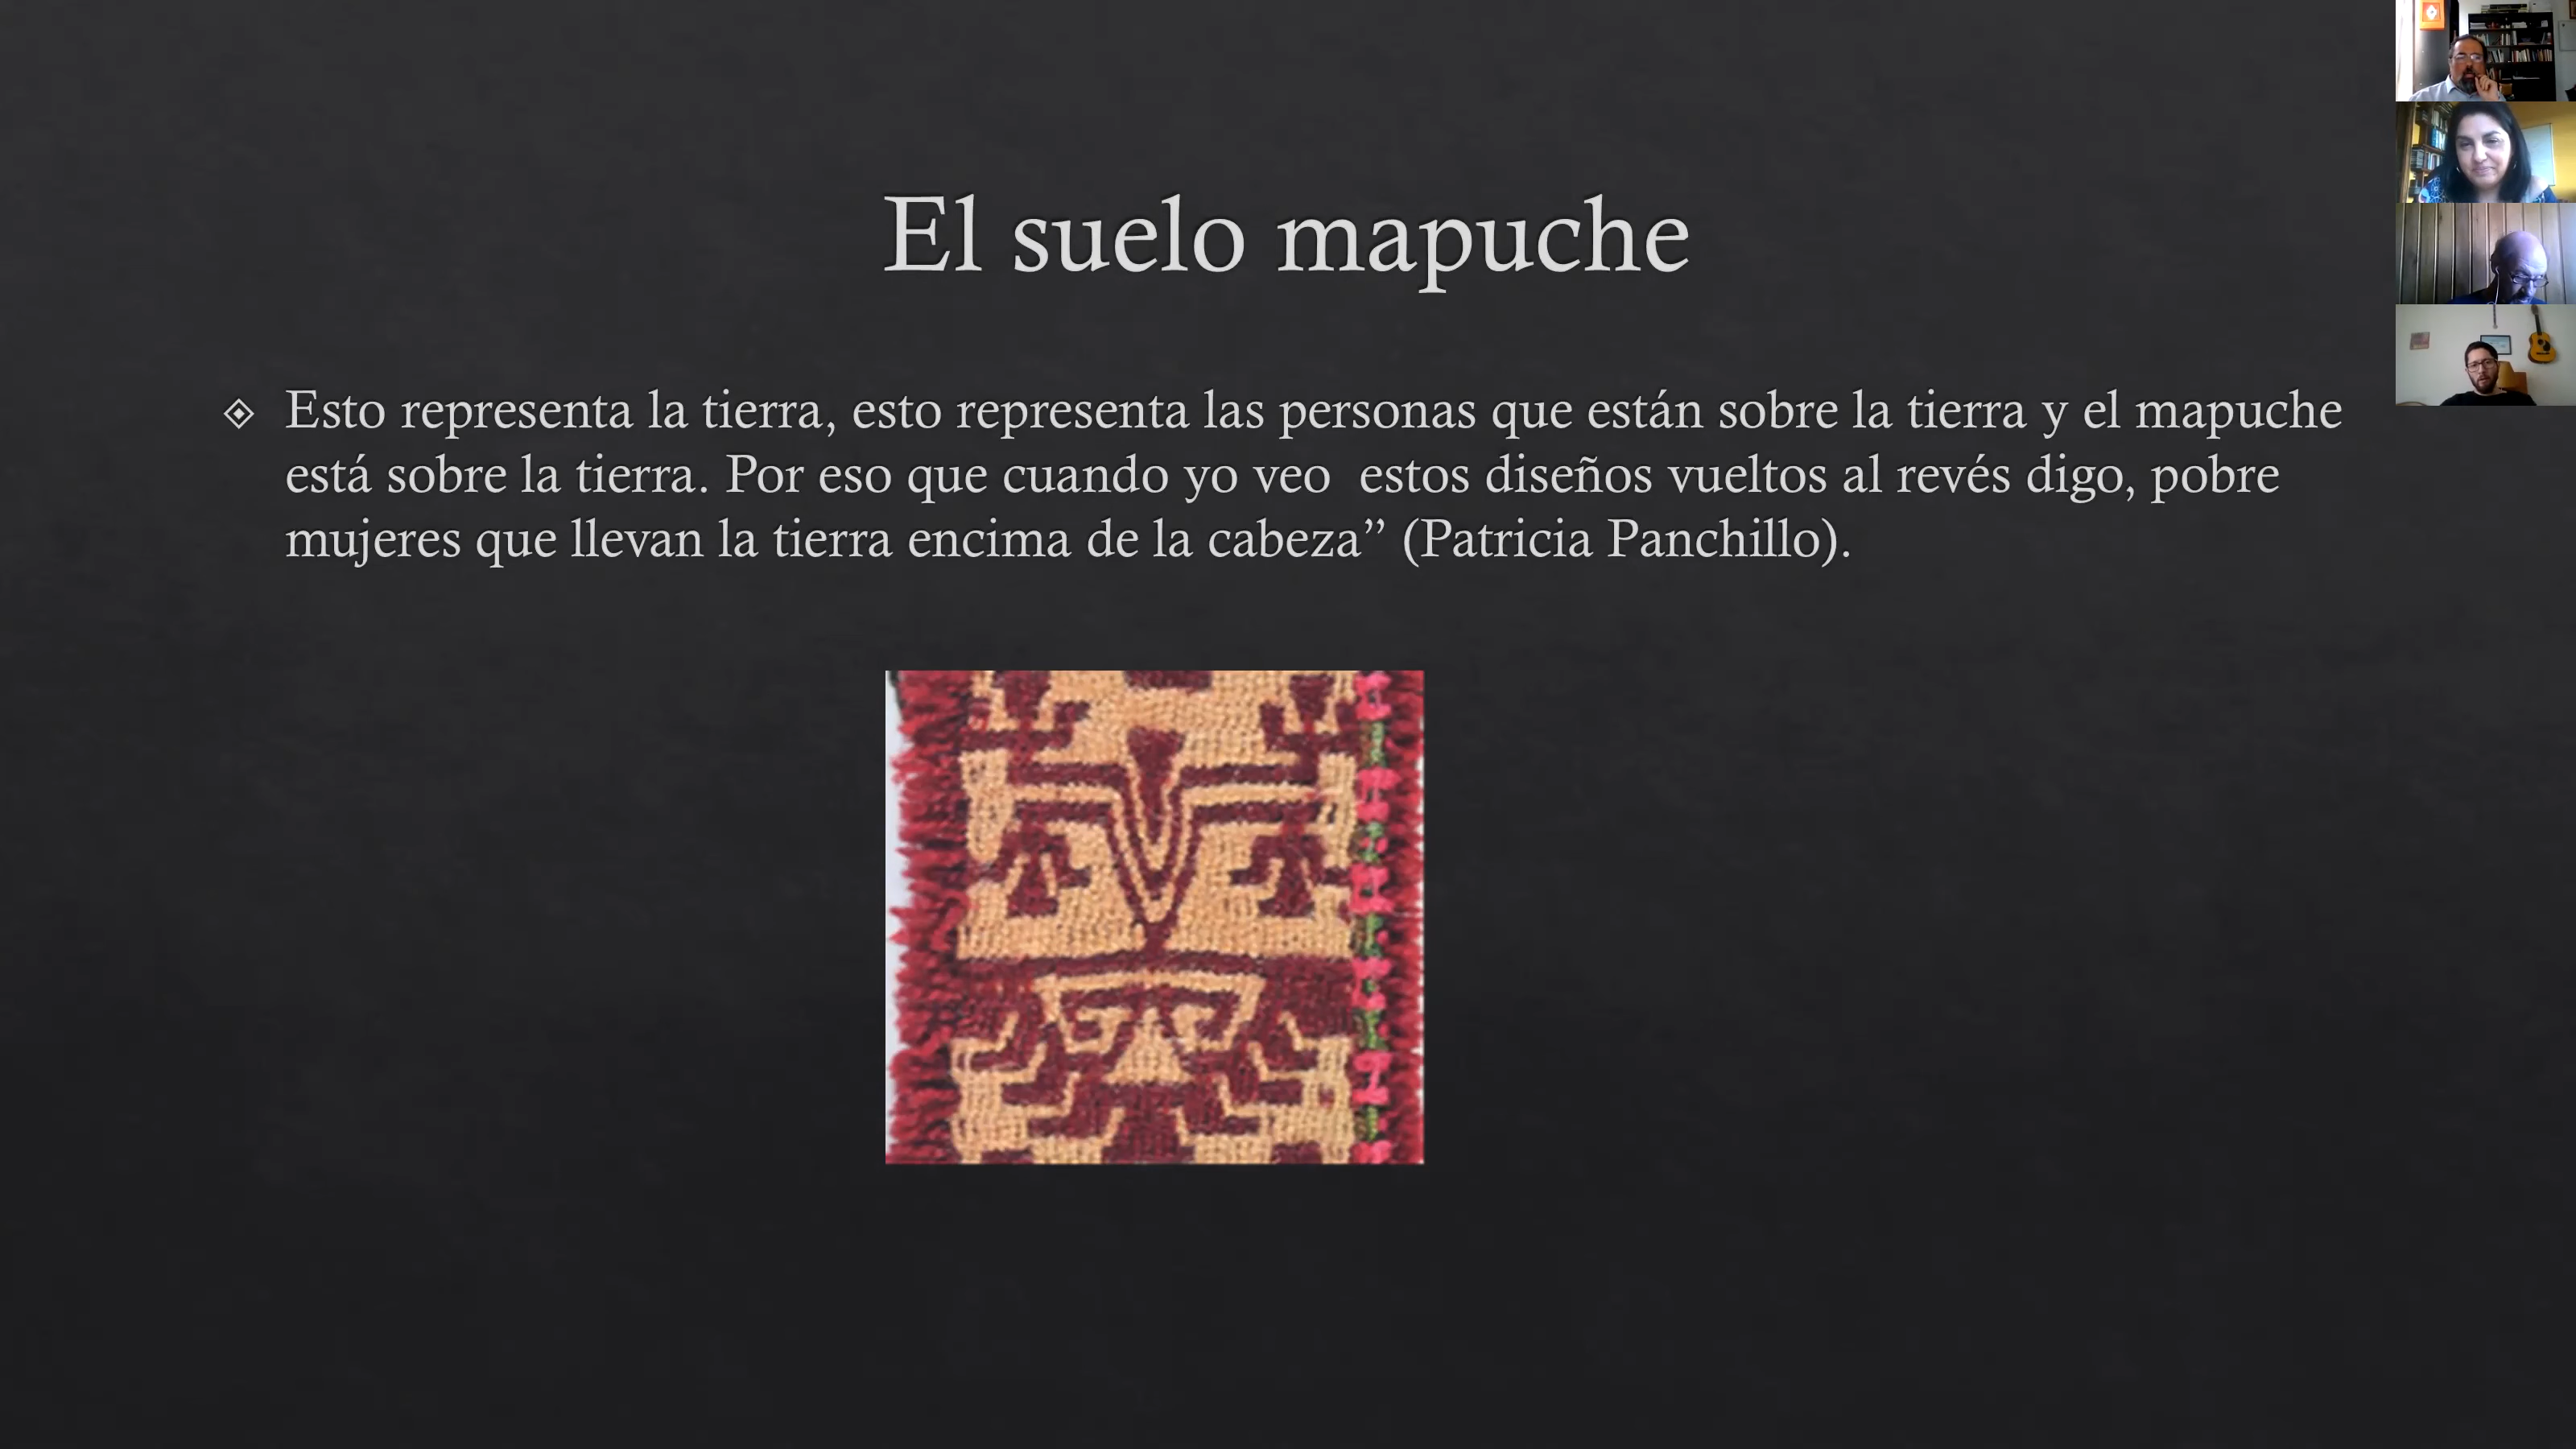 El suelo mapuche
Esto representa la tierra, esto representa las personas que están sobre la tierra y el mapuche
está sobre la tierra. Por eso que cuando yo veo  estos diseños vueltos al revés digo, pobre
mujeres que llevan la tierra encima de la cabeza” (Patricia Panchillo).